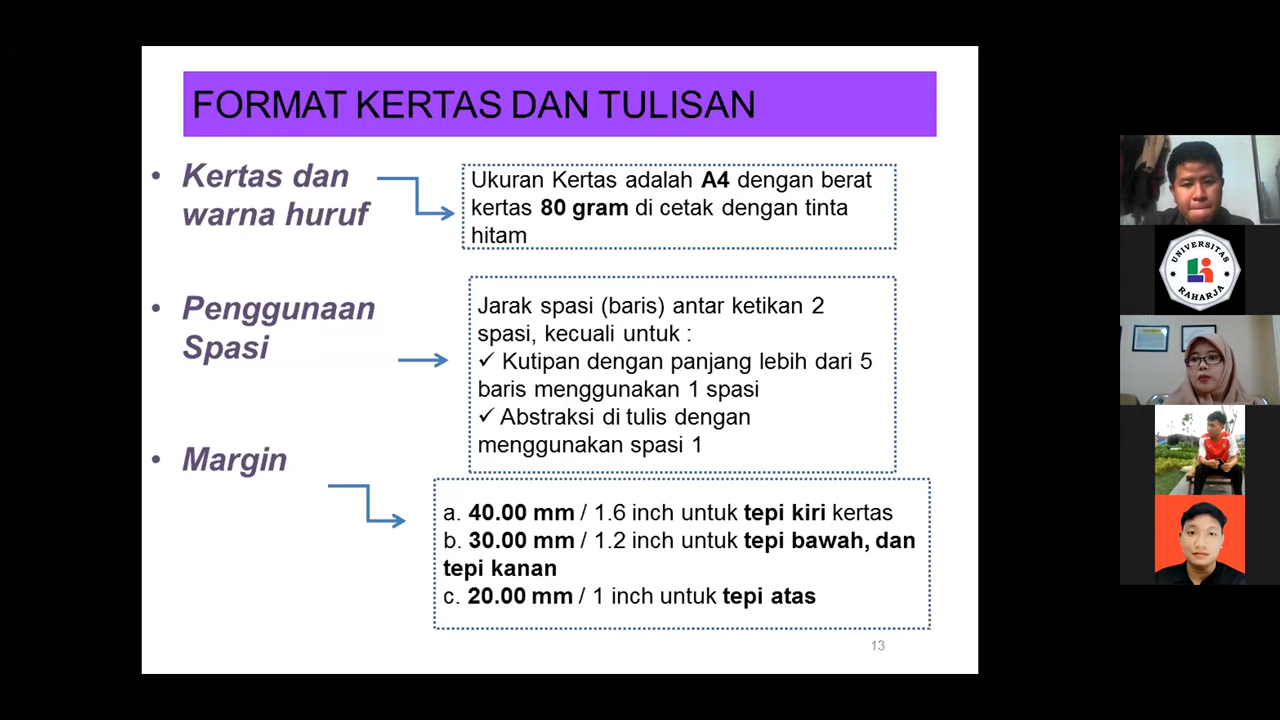 FORMAT KERTAS DAN TULISAN
• Kertas dan
warna huruf
Ukuran Kertas adalah A4 dengan berat
kertas 80 gram di cetak dengan tinta
hitam
• Penggunaan
Spasi
Jarak spasi (baris) antar ketikan 2
spasi, kecuali untuk :
✓ Kutipan dengan panjang lebih dari 5
baris menggunakan 1 spasi
✓ Abstraksi di tulis dengan
menggunakan spasi 1
• Margin
a. 40.00 mm / 1.6 inch untuk tepi kiri kertas
b. 30.00 mm / 1.2 inch untuk tepi bawah, dan
tepi kanan
c. 20.00 mm / 1 inch untuk tepi atas
13
UNIVERSITAS
RAHARJA